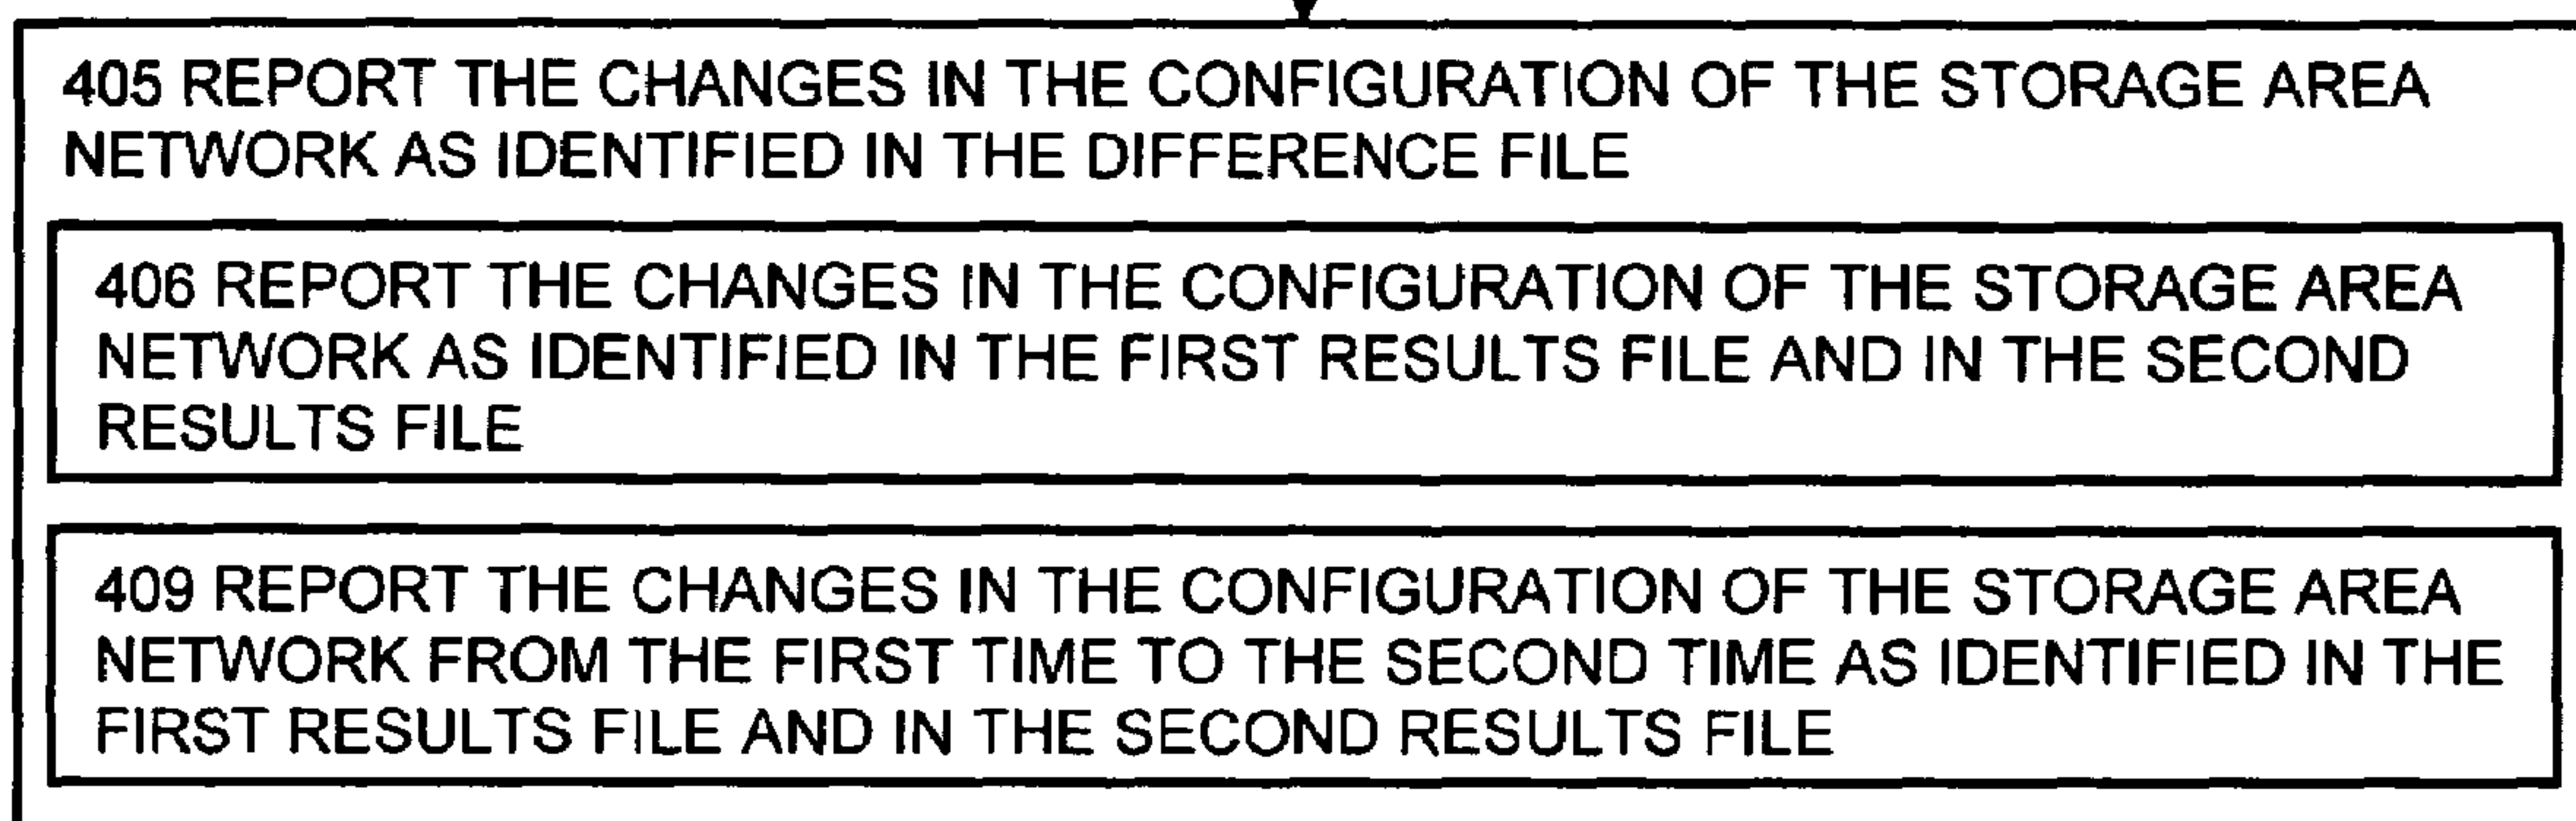 405 REPORT THE CHANGES IN THE CONFIGURATION OF THE STORAGE AREA
NETWORK AS IDENTIFIED IN THE DIFFERENCE FILE
406 REPORT THE CHANGES IN THE CONFIGURATION OF THE STORAGE AREA
NETWORK AS IDENTIFIED IN THE FIRST RESULTS FILE AND IN THE SECOND
RESULTS FILE
409 REPORT THE CHANGES IN THE CONFIGURATION OF THE STORAGE AREA
NETWORK FROM THE FIRST TIME TO THE SECOND TIME AS IDENTIFIED IN THE
FIRST RESULTS FILE AND IN THE SECOND RESULTS FILE